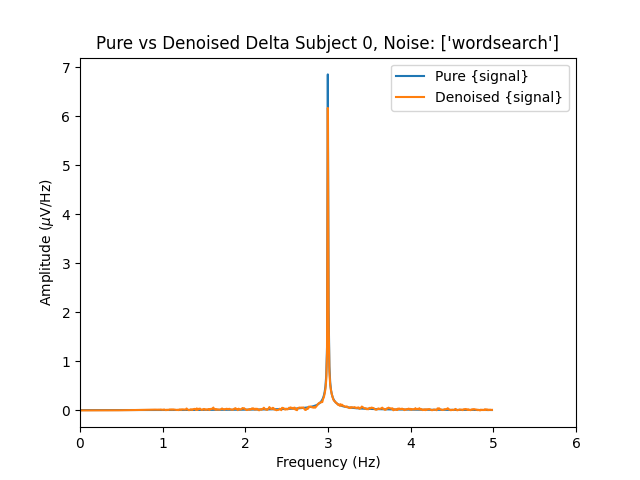 Pure vs Denoised Delta Subject 0, Noise: ['wordsearch']
Pure {signal}
Denoised {signal}
Amplitude (μV/Hz)
7
6
5
4
3
2
1
0
0 1 2 3 4 5 6
Frequency (Hz)